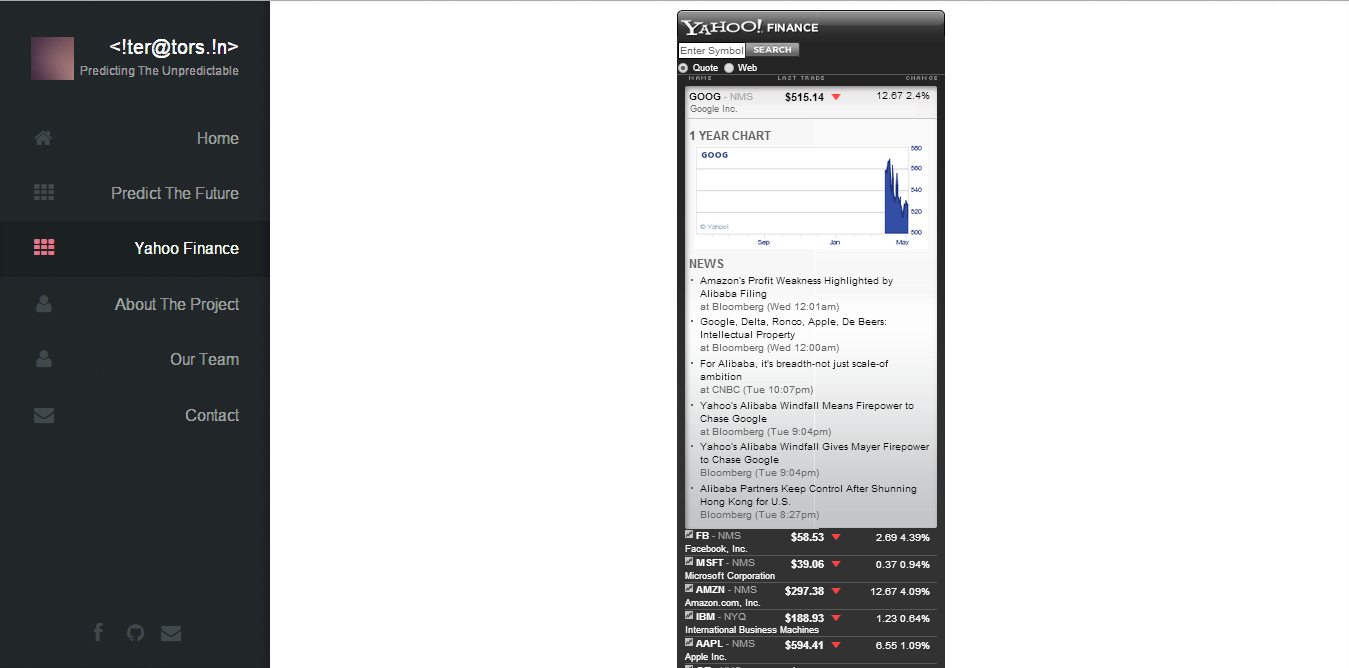 <!ter@tors.!n>
Predicting The Unpredictable
Home
Predict The Future
Yahoo Finance
About The Project
Our Team
Contact
YAHOO! FINANCE
Enter Symbol SEARCH
Quote Web
NAME LAST TRADE CHANGE
GOOG - NMS $515.14 12.67 2.4%
Google Inc.
1 YEAR CHART
GOOG
580
560
540
520
500
© Yahoo!
Sep Jan May
NEWS
· Amazon's Profit Weakness Highlighted by
Alibaba Filing
at Bloomberg (Wed 12:01am)
· Google, Delta, Ronco, Apple, De Beers:
Intellectual Property
at Bloomberg (Wed 12:00am)
· For Alibaba, it's breadth-not just scale-of
ambition
at CNBC (Tue 10:07pm)
· Yahoo's Alibaba Windfall Means Firepower to
Chase Google
at Bloomberg (Tue 9:04pm)
· Yahoo's Alibaba Windfall Gives Mayer Firepower
to Chase Google
Bloomberg (Tue 9:04pm)
· Alibaba Partners Keep Control After Shunning
Hong Kong for U.S.
Bloomberg (Tue 8:27pm)
FB - NMS $58.53 2.69 4.39%
Facebook, Inc.
MSFT - NMS $39.06 0.37 0.94%
Microsoft Corporation
AMZN - NMS $297.38 12.67 4.09%
Amazon.com, Inc.
IBM - NYQ $188.93 1.23 0.64%
International Business Machines
AAPL - NMS $594.41 6.55 1.09%
Apple Inc.